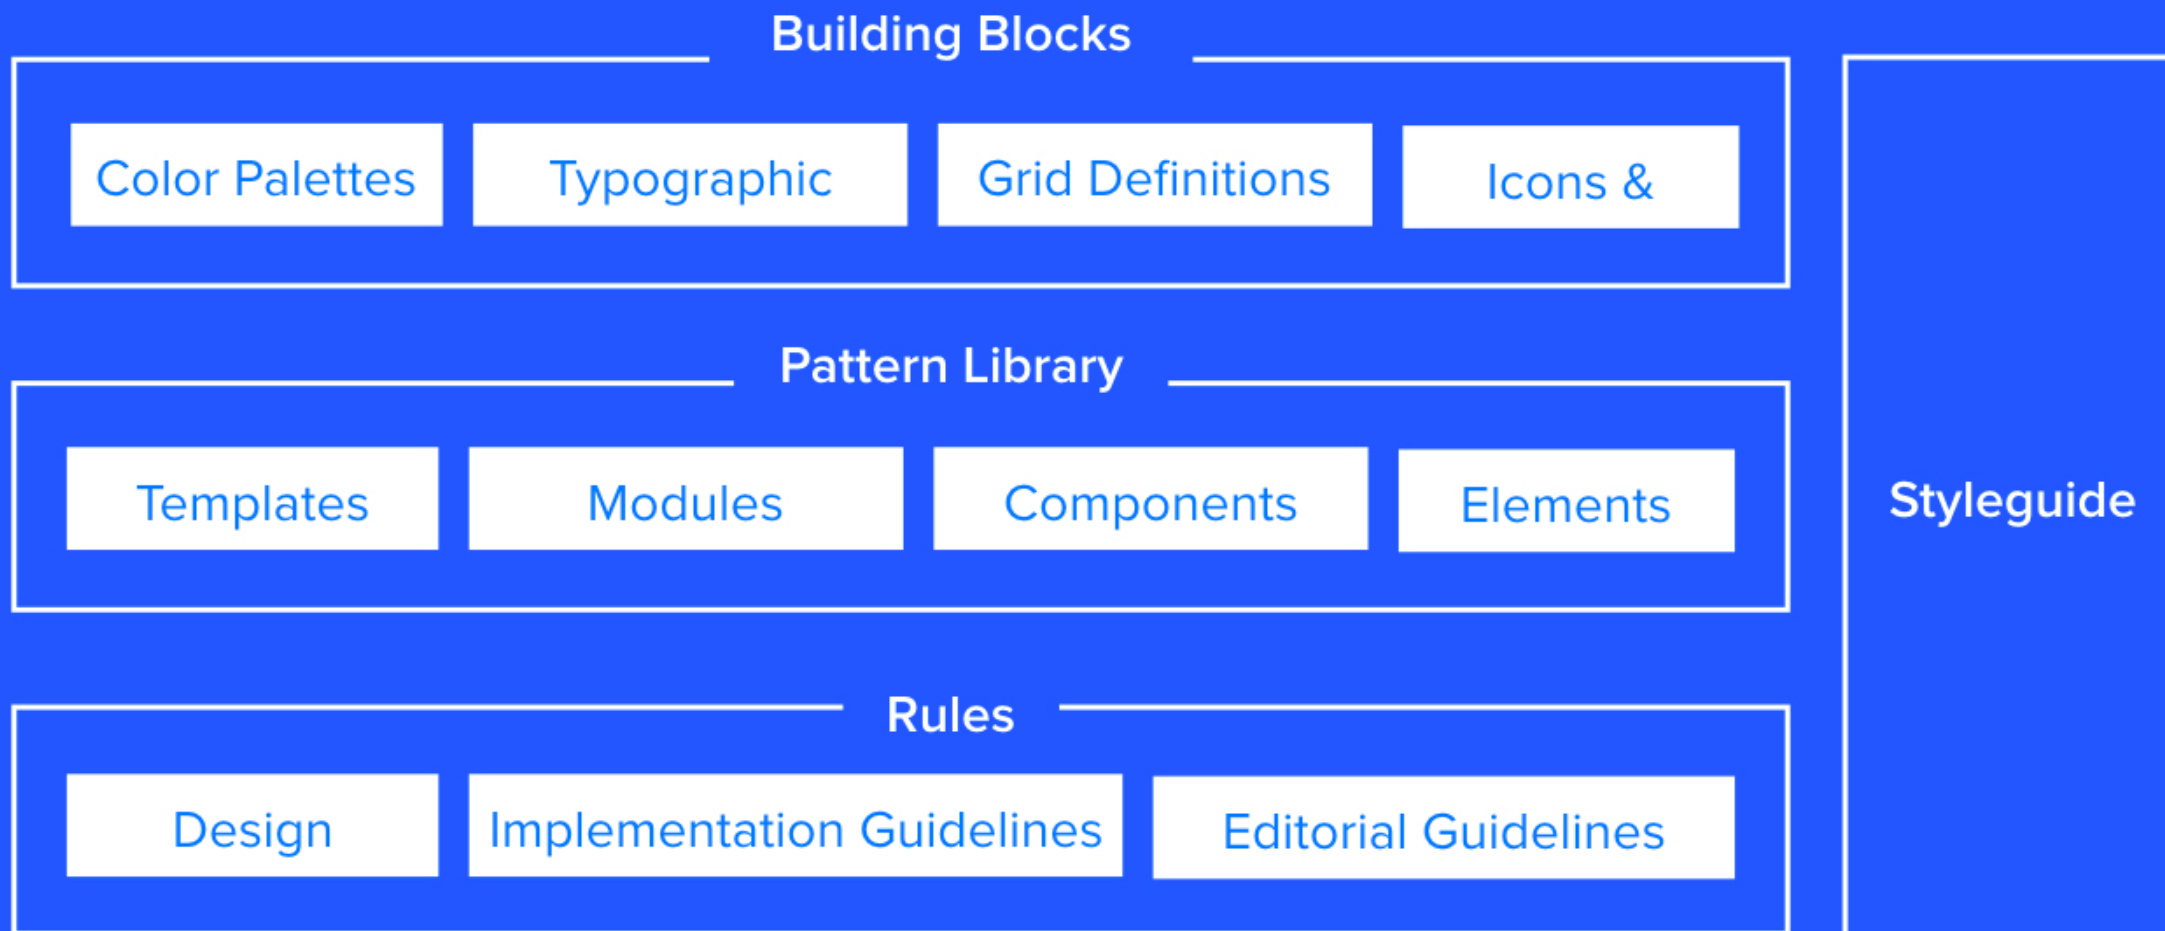 Building Blocks
Color Palettes
Typographic
Grid Definitions
Icons &
Pattern Library
Templates
Modules
Components
Elements
Styleguide
Rules
Design
Implementation Guidelines
Editorial Guidelines